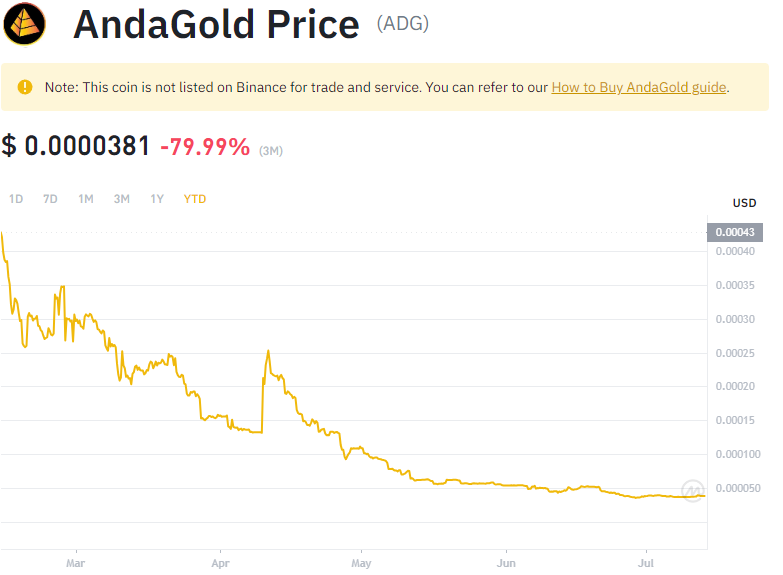 AndaGold Price (ADG)
Note: This coin is not listed on Binance for trade and service. You can refer to our How to Buy AndaGold guide.
$ 0.0000381 -79.99% (3M)
1D 7D 1M 3M 1Y YTD
USD
0.00043
0.00040
0.00035
0.00030
0.00025
0.00020
0.00015
0.000100
0.000050
Mar Apr May Jun Jul